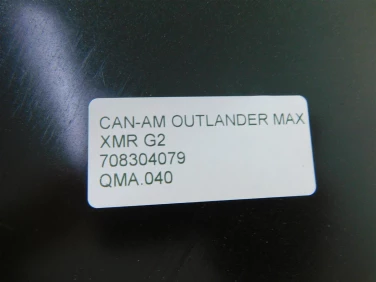 CAN-AM OUTLANDER MAX
XMR G2
708304079
QMA.040